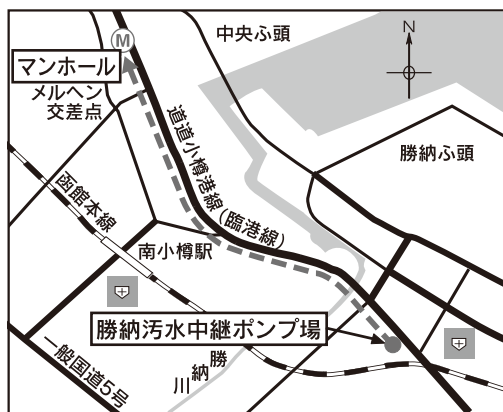 中央ふ頭
N
M
マンホール
メルヘン
交差点
道道小樽港線(臨港線)
勝納ふ頭
函館本線
南小樽駅
勝納汚水中継ポンプ場
勝納川
一般国道5号